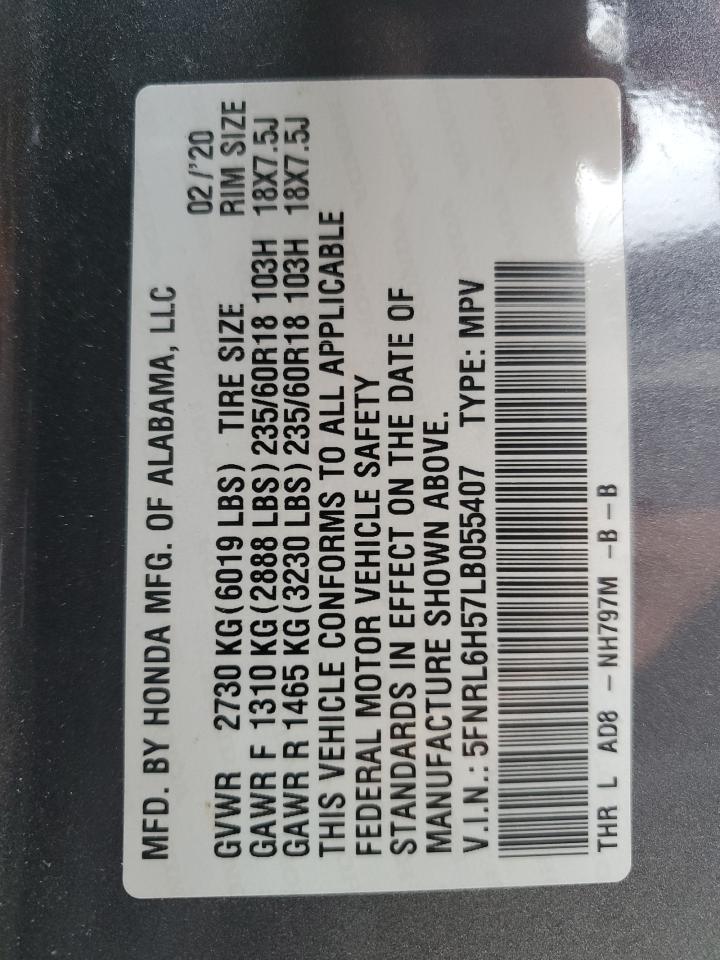 MFD. BY HONDA MFG. OF ALABAMA, LLC
02/'20
GVWR 2730 KG(6019 LBS) TIRE SIZE RIM SIZE
GAWR F 1310 KG(2888 LBS)235/60R18 103H 18X7.5J
GAWR R 1465 KG(3230 LBS)235/60R18 103H 18X7.5J
THIS VEHICLE CONFORMS TO ALL APPLICABLE
FEDERAL MOTOR VEHICLE SAFETY
STANDARDS IN EFFECT ON THE DATE OF
MANUFACTURE SHOWN ABOVE.
V.I.N.: 5FNRL6H57LB055407 TYPE: MPV
THR L AD8 -NH797M -B-B